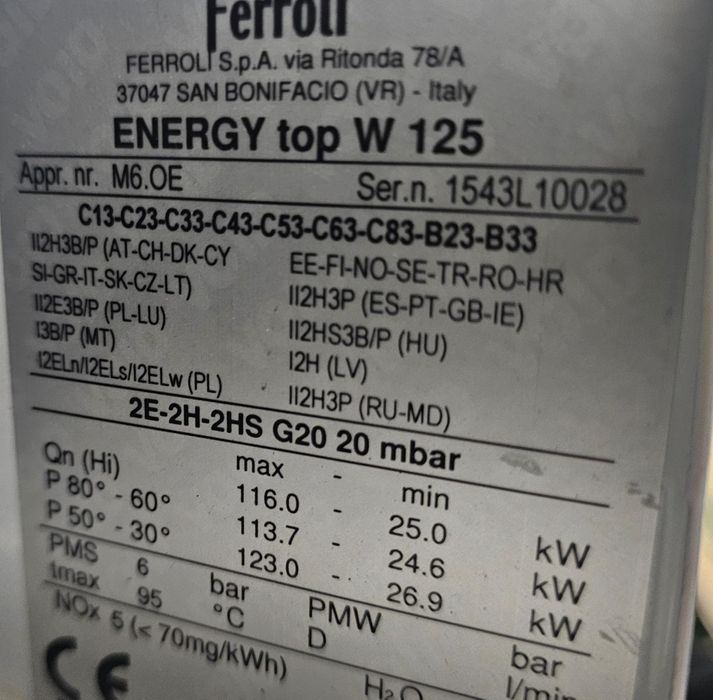 Ferroli
FERROLI S.p.A. via Ritonda 78/A
37047 SAN BONIFACIO (VR) - Italy
ENERGY top W 125
Appr. nr. M6.OE Ser.n. 1543L10028
C13-C23-C33-C43-C53-C63-C83-B23-B33
II2H3B/P (AT-CH-DK-CY EE-FI-NO-SE-TR-RO-HR
SI-GR-IT-SK-CZ-LT) II2H3P (ES-PT-GB-IE)
II2E3B/P (PL-LU) II2HS3B/P (HU)
I3B/P (MT) I2H (LV)
I2ELn/I2ELs/I2ELw (PL) II2H3P (RU-MD)
2E-2H-2HS G20 20 mbar
max - min
Qn (Hi) 116.0 - 25.0 kW
P 80° - 60° 113.7 - 24.6 kW
P 50° - 30° 123.0 - 26.9 kW
PMS 6 bar PMW bar
tmax 95 °C D l/min
NOx 5 (< 70mg/kWh) H₂O
CE